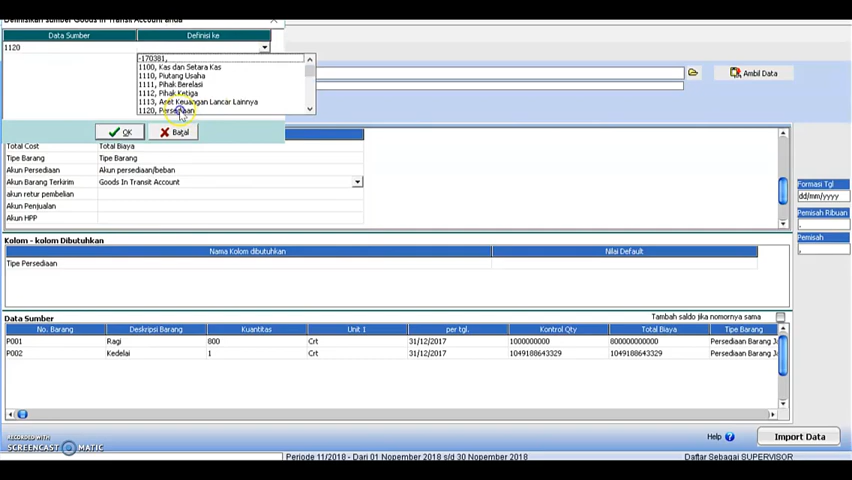 Definisikan sumber Goods In Transit Account anda
Data Sumber Definisi ke
1120
-170381,
1100, Kas dan Setara Kas
1110, Piutang Usaha
1111, Pihak Berelasi
1112, Pihak Ketiga
1113, Aset Keuangan Lancar Lainnya
1120, Persediaan
Ambil Data
OK Batal
Total Cost Total Biaya
Tipe Barang Tipe Barang
Akun Persediaan Akun persediaan/beban
Akun Barang Terkirim Goods In Transit Account
akun retur pembelian
Akun Penjualan
Akun HPP
Formasi Tgl
dd/mm/yyyy
Pemisah Ribuan
.
Pemisah
,
Kolom - kolom Dibutuhkan
Nama Kolom dibutuhkan Nilai Default
Tipe Persediaan
Data Sumber Tambah saldo jika nomornya sama
No. Barang Deskripsi Barang Kuantitas Unit 1 per tgl. Kontrol Qty Total Biaya Tipe Barang
P001 Ragi 800 Crt 31/12/2017 1000000000 800000000000 Persediaan Barang Ja
P002 Kedelai 1 Crt 31/12/2017 1049188643329 1049188643329 Persediaan Barang Ja
Help ? Import Data
RECORDED WITH
SCREENCAST MATIC
Periode 11/2018 - Dari 01 Nopember 2018 s/d 30 Nopember 2018 Daftar Sebagai SUPERVISOR